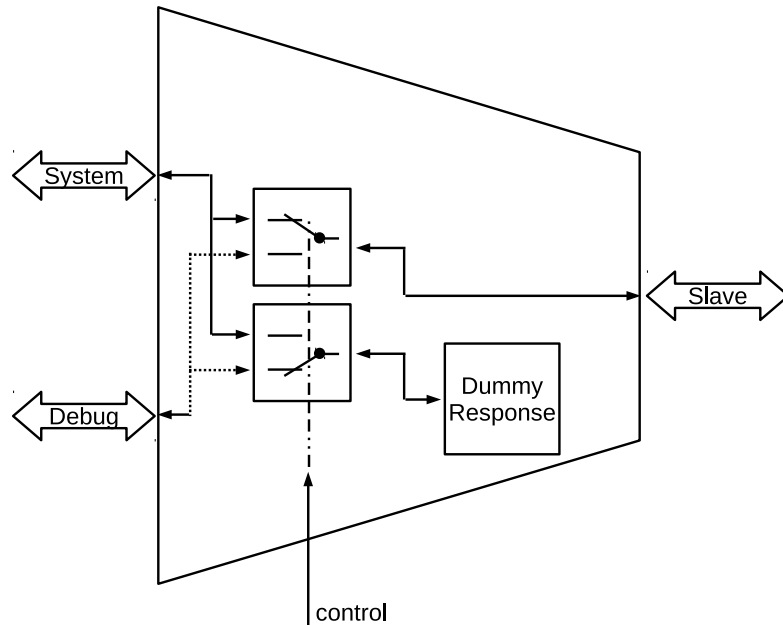 System
Slave
Debug
Dummy
Response
control